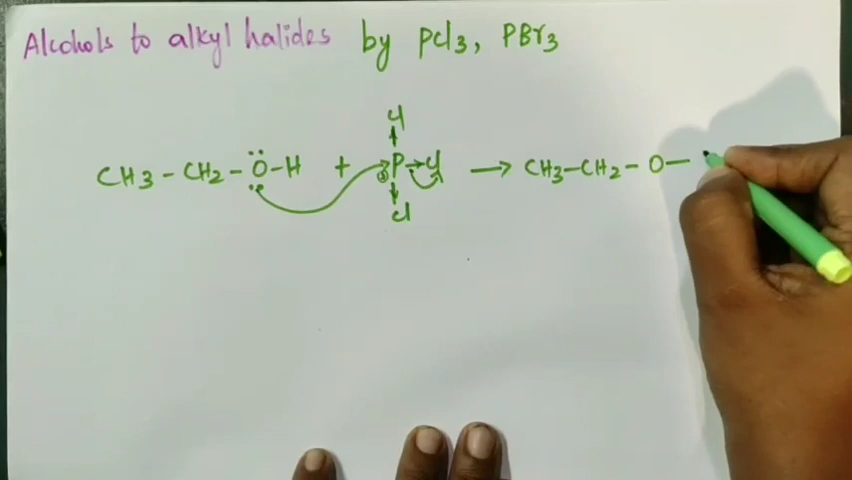 Alcohols to alkyl halides by PCl3, PBr3
Cl
CH3 - CH2 - O - H + P Cl → CH3 - CH2 - O -
Cl